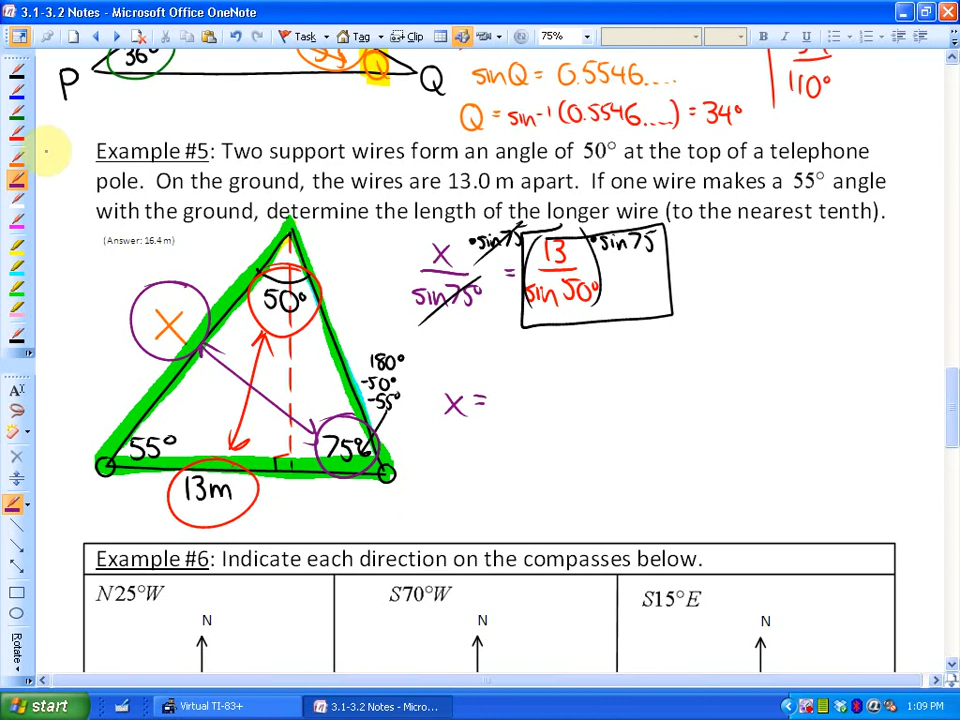 3.1-3.2 Notes - Microsoft Office OneNote
Task Tag Clip 75% B I U
36°
P Q Q
sinQ = 0.5546....
Q = sin⁻¹(0.5546....) = 34°
110°
Example #5: Two support wires form an angle of 50° at the top of a telephone
pole. On the ground, the wires are 13.0 m apart. If one wire makes a 55° angle
with the ground, determine the length of the longer wire (to the nearest tenth).
(Answer: 16.4 m)
50°
X
55°
75°
13m
180°
-50°
-55°
x •sin75 = 13 •sin75
sin75° sin50°
x =
Example #6: Indicate each direction on the compasses below.
N25°W S70°W S15°E
N N N
Rotate
start Virtual TI-83+ 3.1-3.2 Notes - Micro... 1:09 PM